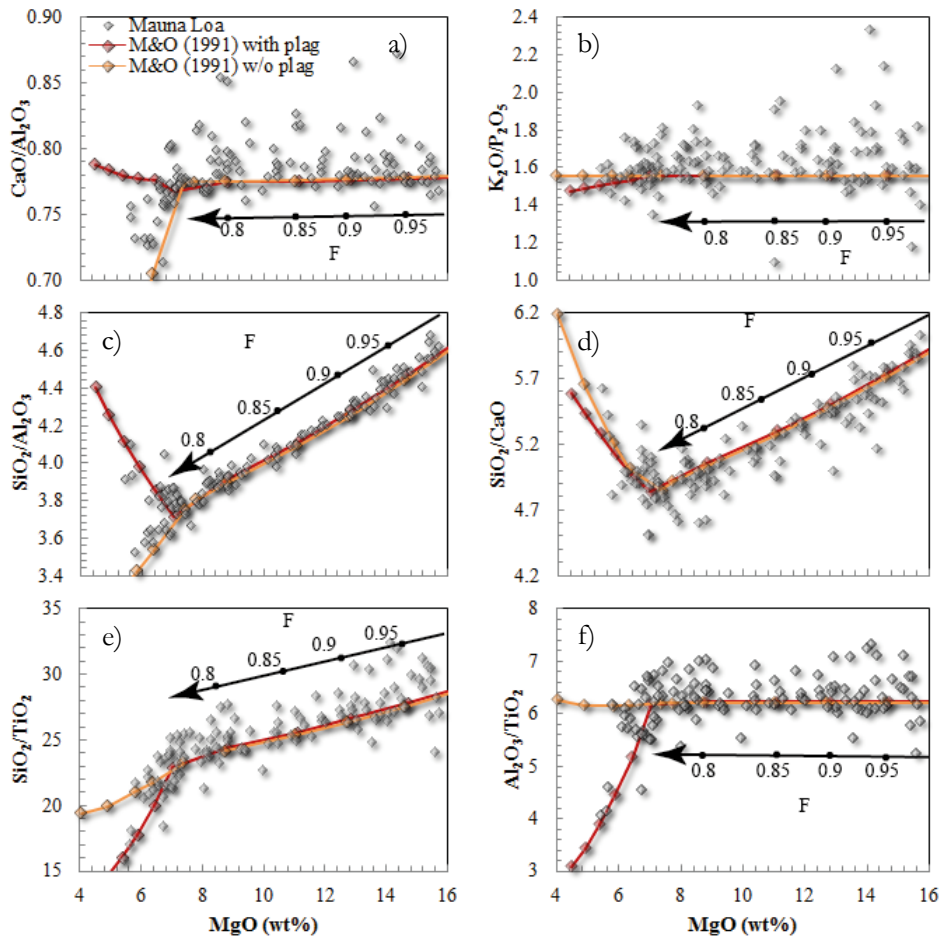 0.90
0.85
0.80
0.75
0.70
CaO/Al₂O₃
Mauna Loa
M&O (1991) with plag
M&O (1991) w/o plag
a)
0.8
0.85
0.9
0.95
F
2.4
2.2
2.0
1.8
1.6
1.4
1.2
1.0
K₂O/P₂O₅
b)
0.8
0.85
0.9
0.95
F
4.8
4.6
4.4
4.2
4.0
3.8
3.6
3.4
SiO₂/Al₂O₃
c)
F
0.95
0.9
0.85
0.8
6.2
5.7
5.2
4.7
4.2
SiO₂/CaO
d)
F
0.95
0.9
0.85
0.8
35
30
25
20
15
SiO₂/TiO₂
e)
F
0.95
0.9
0.85
0.8
4 6 8 10 12 14 16
MgO (wt%)
8
7
6
5
4
3
Al₂O₃/TiO₂
f)
0.8
0.85
0.9
0.95
F
4 6 8 10 12 14 16
MgO (wt%)